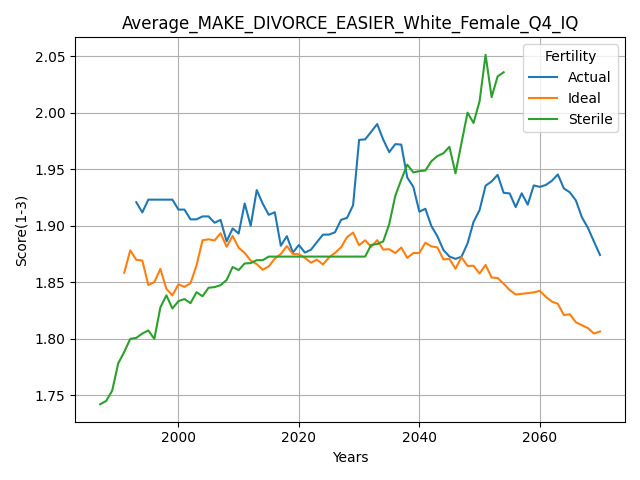 Average_MAKE_DIVORCE_EASIER_White_Female_Q4_IQ
Fertility
Actual
Ideal
Sterile
Score(1-3)
2.05
2.00
1.95
1.90
1.85
1.80
1.75
2000
2020
2040
2060
Years